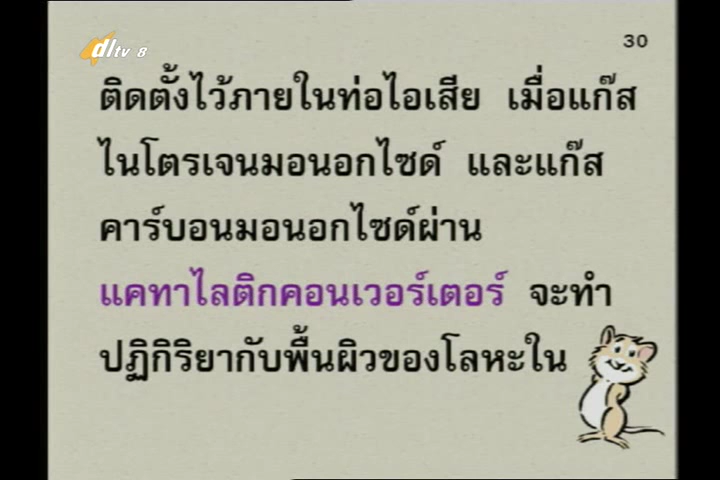 dltv 8
30
ติดตั้งไว้ภายในท่อไอเสีย เมื่อแก๊ส
ไนโตรเจนมอนอกไซด์ และแก๊ส
คาร์บอนมอนอกไซด์ผ่าน
แคทาไลติกคอนเวอร์เตอร์ จะทำ
ปฏิกิริยากับพื้นผิวของโลหะใน